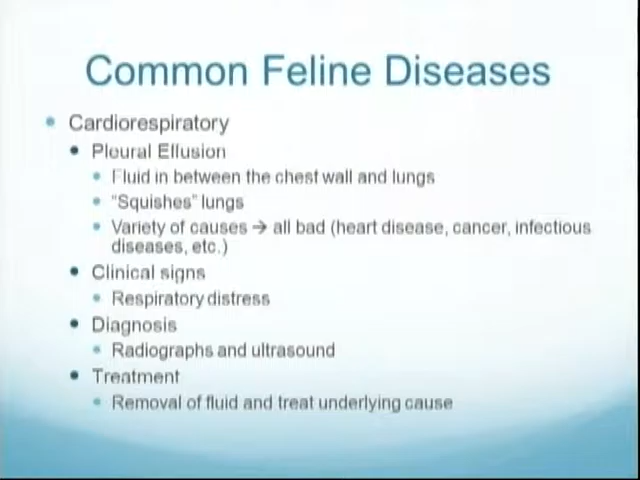 Common Feline Diseases
Cardiorespiratory
Pleural Ellusion
Fluid in between the chest wall and lungs
“Squishes” lungs
Variety of causes → all bad (heart disease, cancer, infectious
diseases, etc.)
Clinical signs
Respiratory distress
Diagnosis
Radiographs and ultrasound
Treatment
Removal of fluid and treat underlying cause